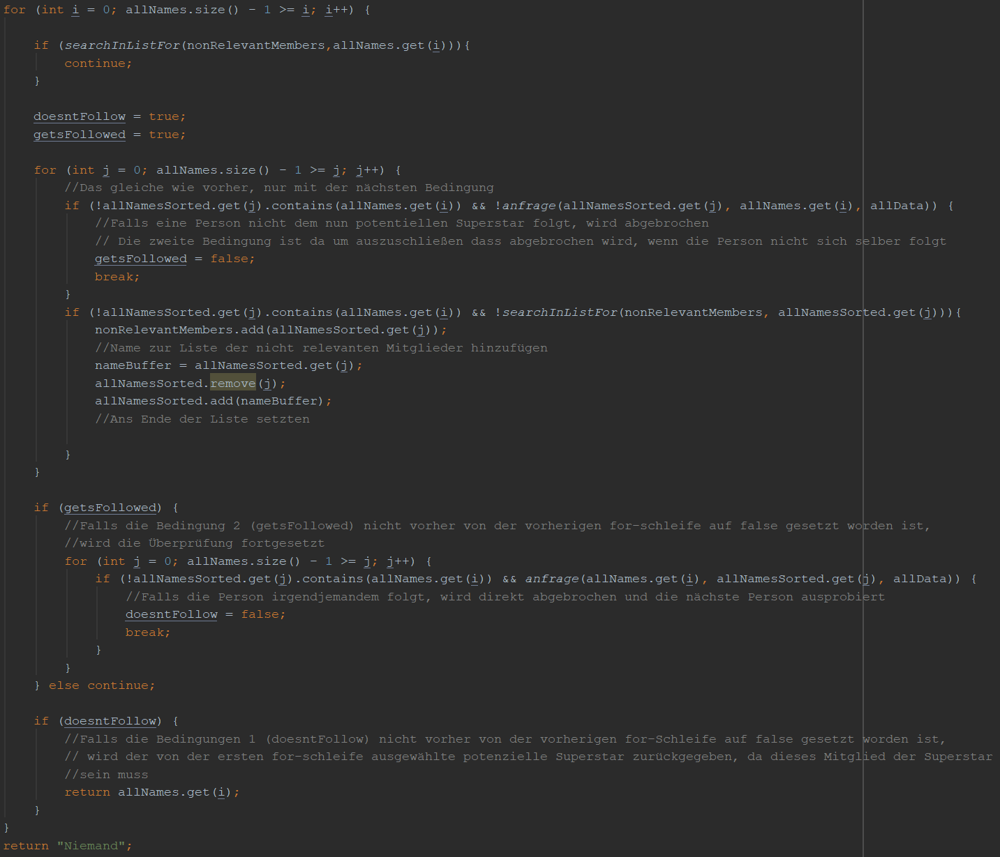 for (int i = 0; allNames.size() - 1 >= i; i++) {
if (searchInListFor(nonRelevantMembers,allNames.get(i))){
continue;
}
doesntFollow = true;
getsFollowed = true;
for (int j = 0; allNames.size() - 1 >= j; j++) {
//Das gleiche wie vorher, nur mit der nächsten Bedingung
if (!allNamesSorted.get(j).contains(allNames.get(i)) && !anfrage(allNamesSorted.get(j), allNames.get(i), allData)) {
//Falls eine Person nicht dem nun potentiellen Superstar folgt, wird abgebrochen
// Die zweite Bedingung ist da um auszuschließen dass abgebrochen wird, wenn die Person nicht sich selber folgt
getsFollowed = false;
break;
}
if (!allNamesSorted.get(j).contains(allNames.get(i)) && !searchInListFor(nonRelevantMembers, allNamesSorted.get(j))){
nonRelevantMembers.add(allNamesSorted.get(j));
//Name zur Liste der nicht relevanten Mitglieder hinzufügen
nameBuffer = allNamesSorted.get(j);
allNamesSorted.remove(j);
allNamesSorted.add(nameBuffer);
//Ans Ende der Liste setzten
}
}
if (getsFollowed) {
//Falls die Bedingung 2 (getsFollowed) nicht vorher von der vorherigen for-schleife auf false gesetzt worden ist,
//wird die Überprüfung fortgesetzt
for (int j = 0; allNames.size() - 1 >= j; j++) {
if (!allNamesSorted.get(j).contains(allNames.get(i)) && anfrage(allNames.get(i), allNamesSorted.get(j), allData)) {
//Falls die Person irgendjemandem folgt, wird direkt abgebrochen und die nächste Person ausprobiert
doesntFollow = false;
break;
}
}
} else continue;
if (doesntFollow) {
//Falls die Bedingungen 1 (doesntFollow) nicht vorher von der vorherigen for-Schleife auf false gesetzt worden ist,
// wird der von der ersten for-schleife ausgewählte potenzielle Superstar zurückgegeben, da dieses Mitglied der Superstar
//sein muss
return allNames.get(i);
}
}
return "Niemand";